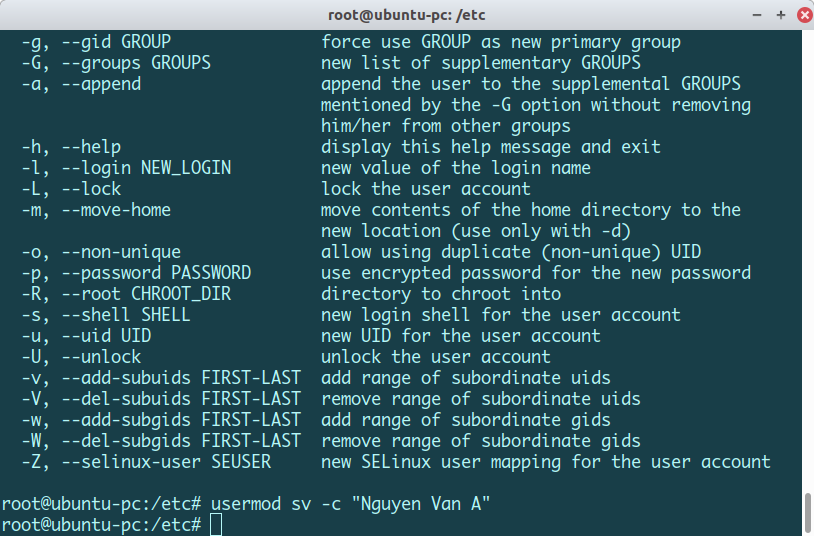 root@ubuntu-pc: /etc
-g, --gid GROUP force use GROUP as new primary group
-G, --groups GROUPS new list of supplementary GROUPS
-a, --append append the user to the supplemental GROUPS
mentioned by the -G option without removing
him/her from other groups
-h, --help display this help message and exit
-l, --login NEW_LOGIN new value of the login name
-L, --lock lock the user account
-m, --move-home move contents of the home directory to the
new location (use only with -d)
-o, --non-unique allow using duplicate (non-unique) UID
-p, --password PASSWORD use encrypted password for the new password
-R, --root CHROOT_DIR directory to chroot into
-s, --shell SHELL new login shell for the user account
-u, --uid UID new UID for the user account
-U, --unlock unlock the user account
-v, --add-subuids FIRST-LAST add range of subordinate uids
-V, --del-subuids FIRST-LAST remove range of subordinate uids
-w, --add-subgids FIRST-LAST add range of subordinate gids
-W, --del-subgids FIRST-LAST remove range of subordinate gids
-Z, --selinux-user SEUSER new SELinux user mapping for the user account
root@ubuntu-pc:/etc# usermod sv -c "Nguyen Van A"
root@ubuntu-pc:/etc#